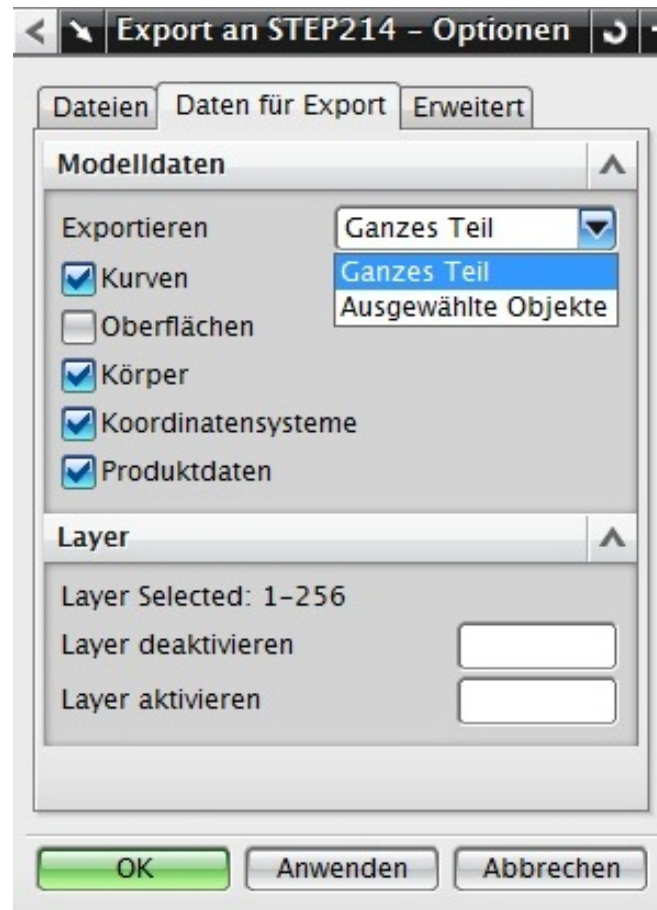 Export an STEP214 - Optionen
Dateien Daten für Export Erweitert
Modelldaten
Exportieren Ganzes Teil
Ganzes Teil
Ausgewählte Objekte
Kurven
Oberflächen
Körper
Koordinatensysteme
Produktdaten
Layer
Layer Selected: 1-256
Layer deaktivieren
Layer aktivieren
OK Anwenden Abbrechen